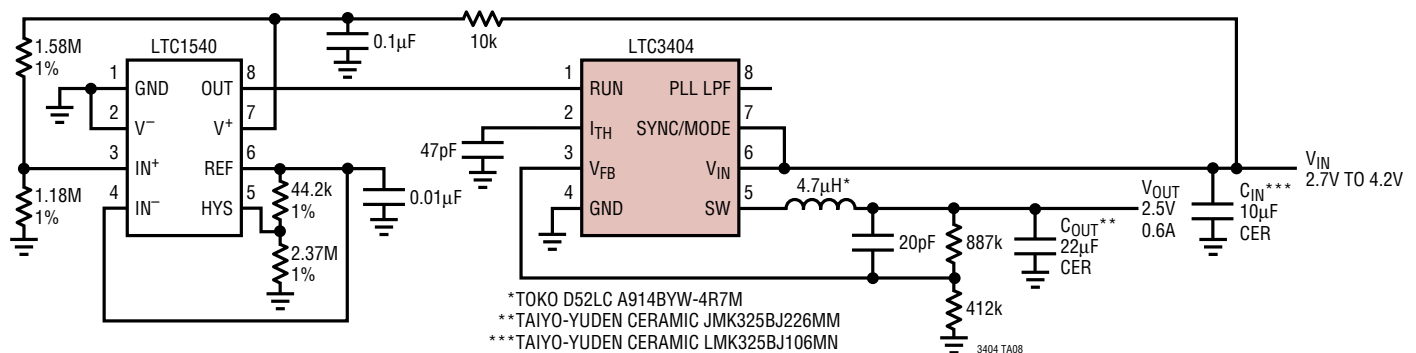 1.58M
1%
0.1µF
10k
LTC1540
LTC3404
1
GND
OUT
8
2
V⁻
V⁺
7
3
IN⁺
REF
6
4
IN⁻
HYS
5
1.18M
1%
44.2k
1%
2.37M
1%
0.01µF
1
RUN
PLL LPF
8
2
I_TH
SYNC/MODE
7
3
V_FB
V_IN
6
4
GND
SW
5
47pF
4.7µH*
20pF
887k
412k
V_OUT
2.5V
0.6A
C_OUT**
22µF
CER
C_IN***
10µF
CER
V_IN
2.7V TO 4.2V
*TOKO D52LC A914BYW-4R7M
**TAIYO-YUDEN CERAMIC JMK325BJ226MM
***TAIYO-YUDEN CERAMIC LMK325BJ106MN
3404 TA08